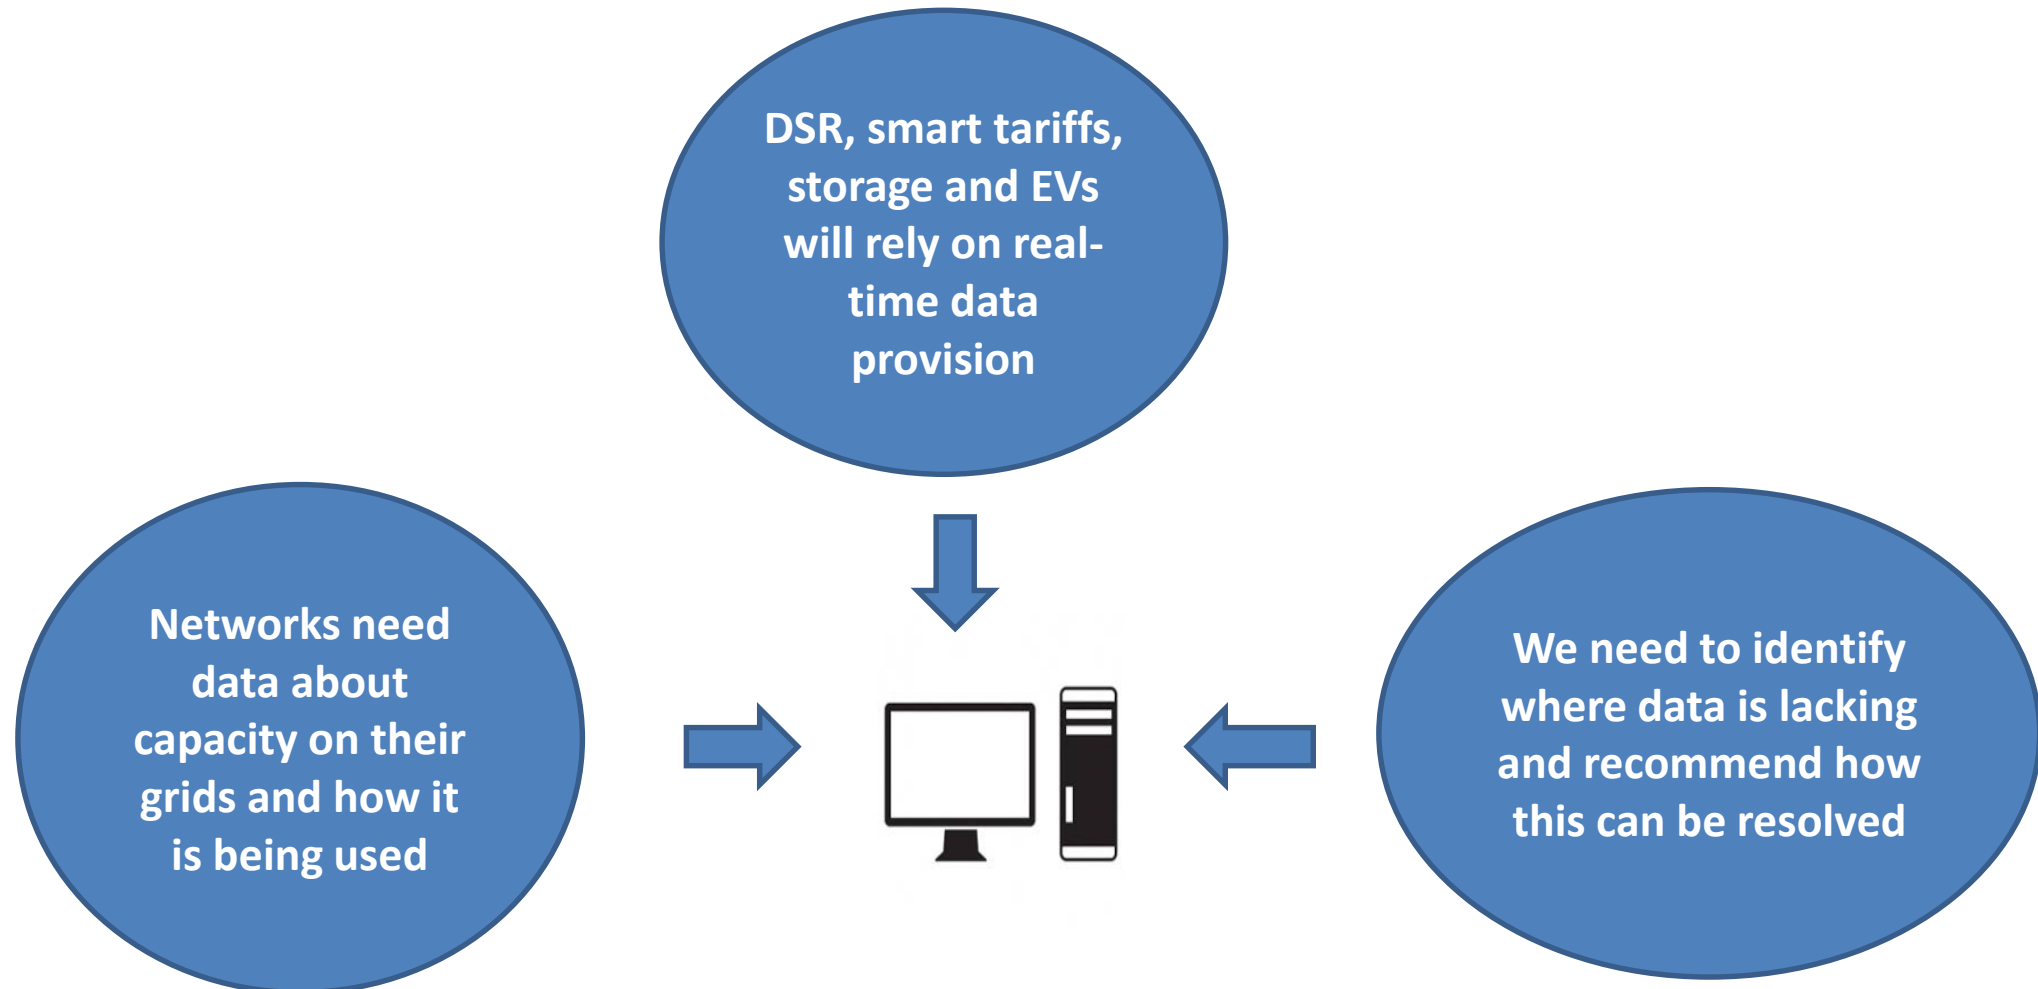 DSR, smart tariffs,
storage and EVs
will rely on real-
time data
provision
Networks need
data about
capacity on their
grids and how it
is being used
We need to identify
where data is lacking
and recommend how
this can be resolved